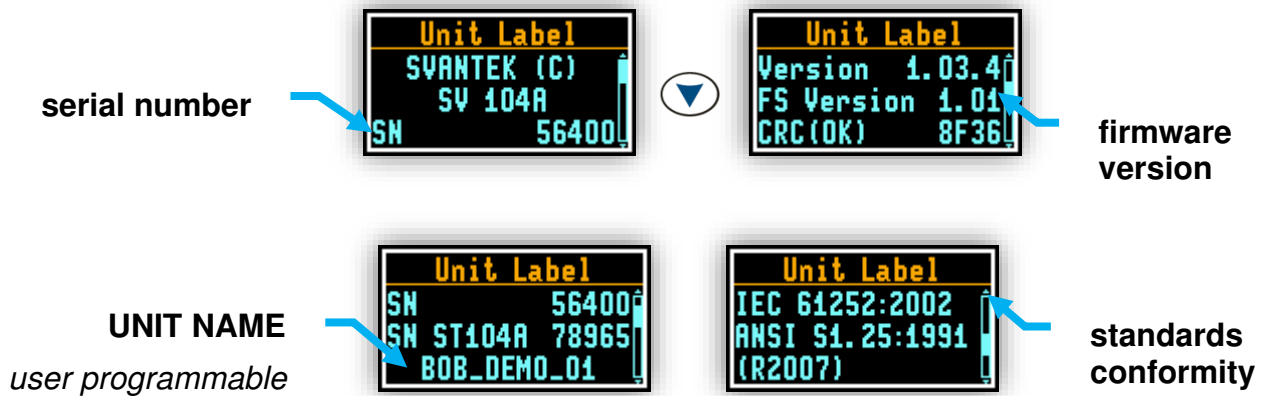 Unit Label
SVANTEK (C)
SV 104A
SN 56400
serial number
Unit Label
Version 1.03.4
FS Version 1.01
CRC(OK) 8F36
firmware
version
Unit Label
SN 56400
SN ST104A 78965
BOB_DEMO_01
UNIT NAME
user programmable
Unit Label
IEC 61252:2002
ANSI S1.25:1991
(R2007)
standards
conformity